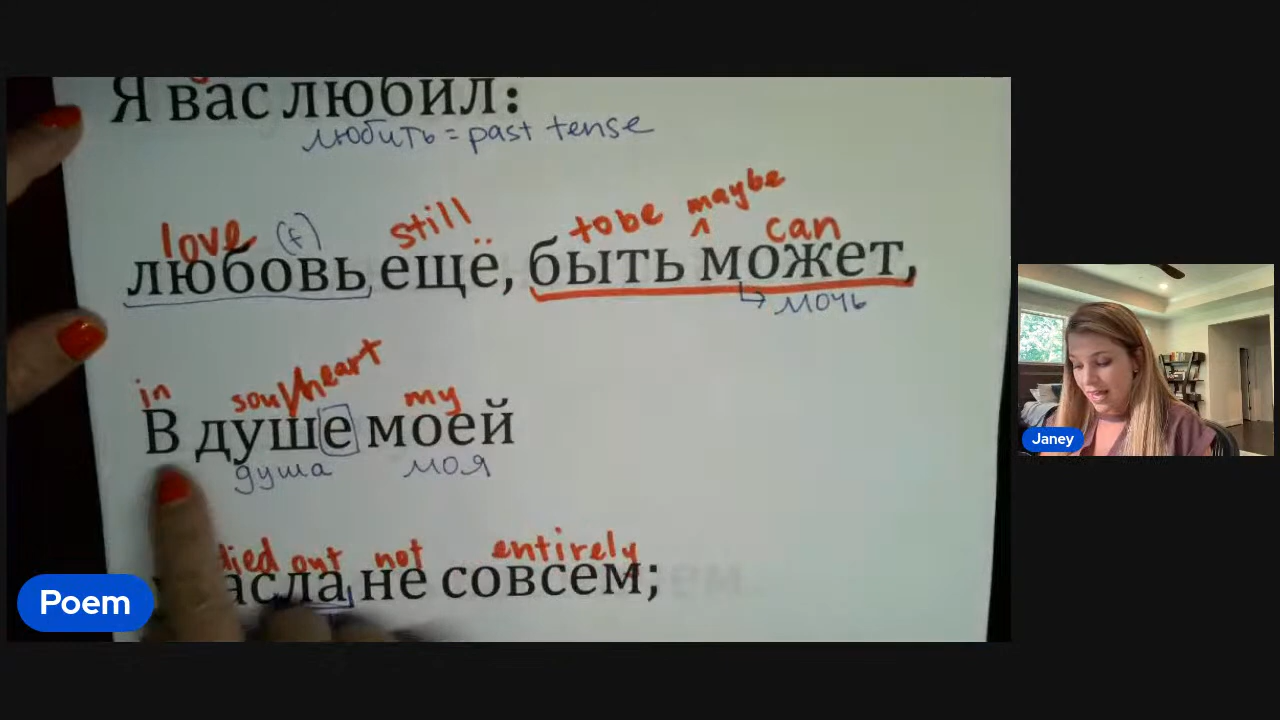 Я вас любил:
любить = past tense
love (f) still to be ^ maybe can
любовь ещё, быть может,
↳ мочь
in soul/heart my
В душе моей
душа моя
died out not entirely
асла не совсем;
Janey
Poem